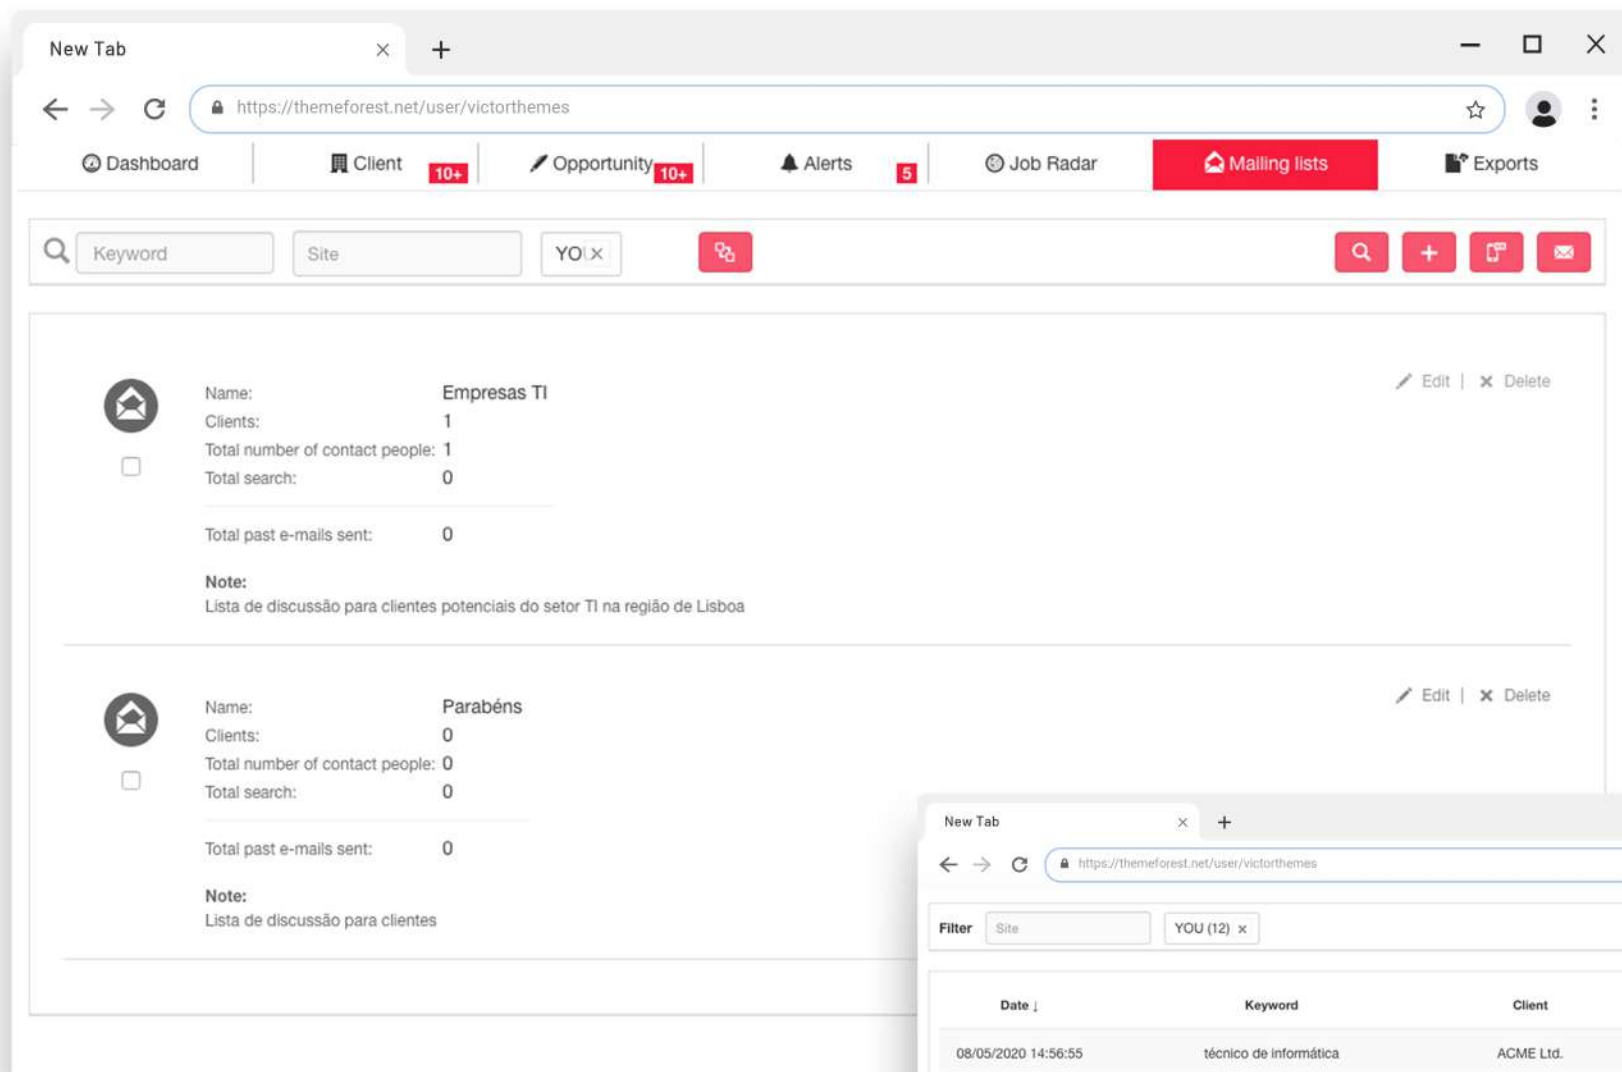 New Tab
https://themeforest.net/user/victorthemes
Dashboard Client 10+ Opportunity 10+ Alerts 5 Job Radar Mailing lists Exports
Keyword Site YO
Edit | Delete
Name: Empresas TI
Clients: 1
Total number of contact people: 1
Total search: 0
Total past e-mails sent: 0
Note:
Lista de discussão para clientes potenciais do setor TI na região de Lisboa
Edit | Delete
Name: Parabéns
Clients: 0
Total number of contact people: 0
Total search: 0
Total past e-mails sent: 0
Note:
Lista de discussão para clientes
New Tab
https://themeforest.net/user/victorthemes
Filter Site YOU (12)
Date ↓ Keyword Client
08/05/2020 14:56:55 técnico de informática ACME Ltd.